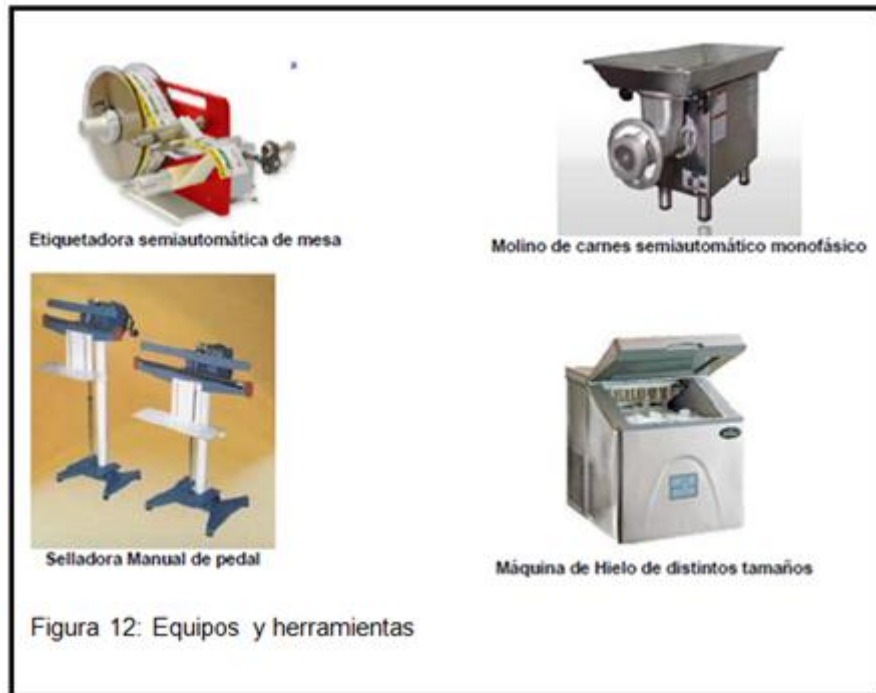 Etiquetadora semiautomática de mesa
Molino de carnes semiautomático monofásico
Selladora Manual de pedal
Máquina de Hielo de distintos tamaños
Figura 12: Equipos y herramientas